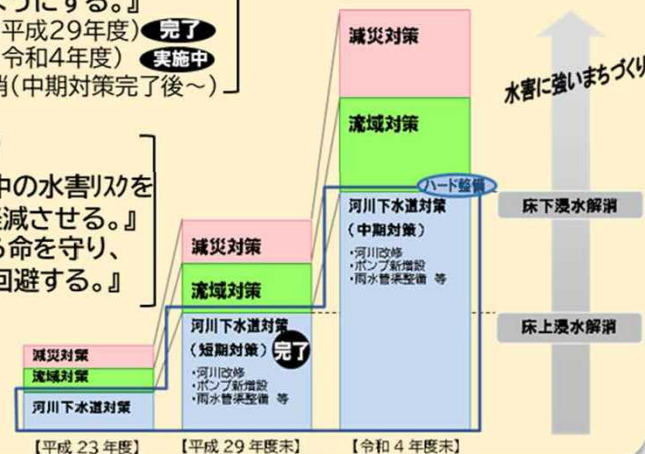 ようにする。』
平成29年度) 完了
令和4年度) 実施中
消(中期対策完了後~)
中の水害リスクを
軽減させる。』
る命を守り、
回避する。』
減災対策
流域対策
河川下水道対策
【平成 23 年度】
減災対策
流域対策
河川下水道対策
(短期対策)
完了
・河川改修
・ポンプ新増設
・雨水管渠整備 等
【平成 29 年度末】
減災対策
流域対策
ハード整備
河川下水道対策
(中期対策)
・河川改修
・ポンプ新増設
・雨水管渠整備 等
【令和 4 年度末】
水害に強いまちづくり
床下浸水解消
床上浸水解消